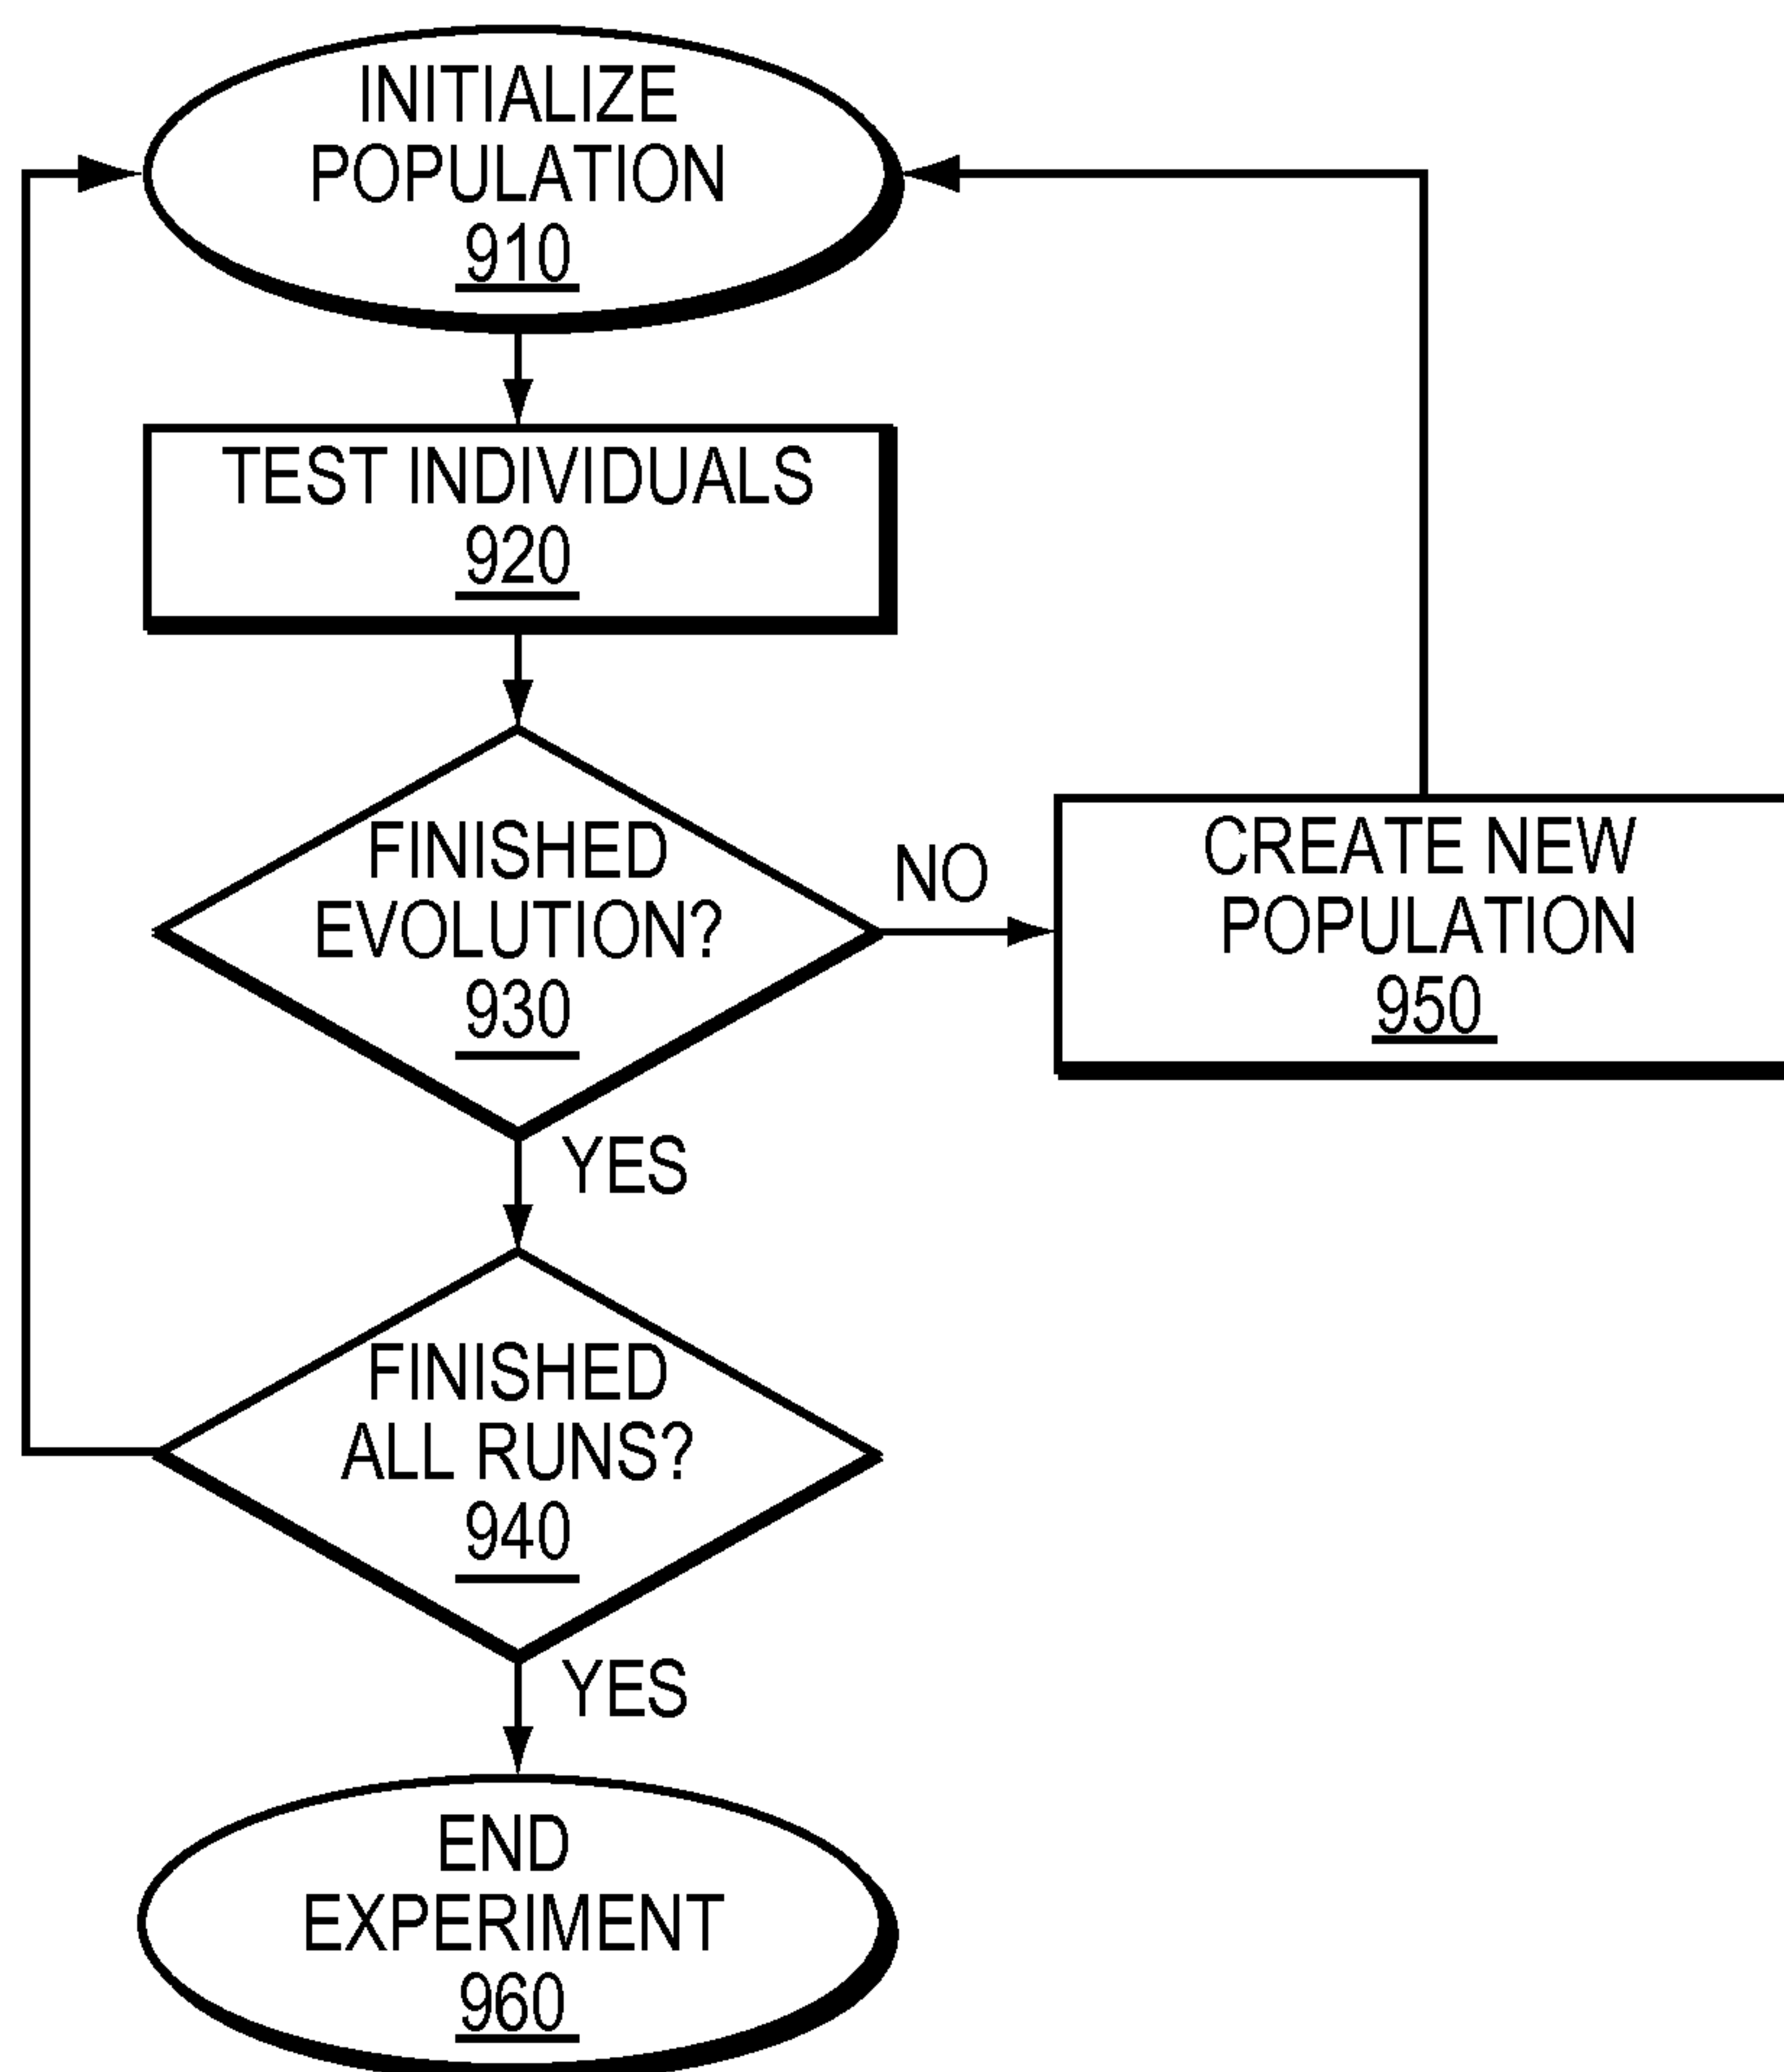 INITIALIZE
POPULATION
910
TEST INDIVIDUALS
920
FINISHED
EVOLUTION?
930
NO
CREATE NEW
POPULATION
950
YES
FINISHED
ALL RUNS?
940
YES
END
EXPERIMENT
960